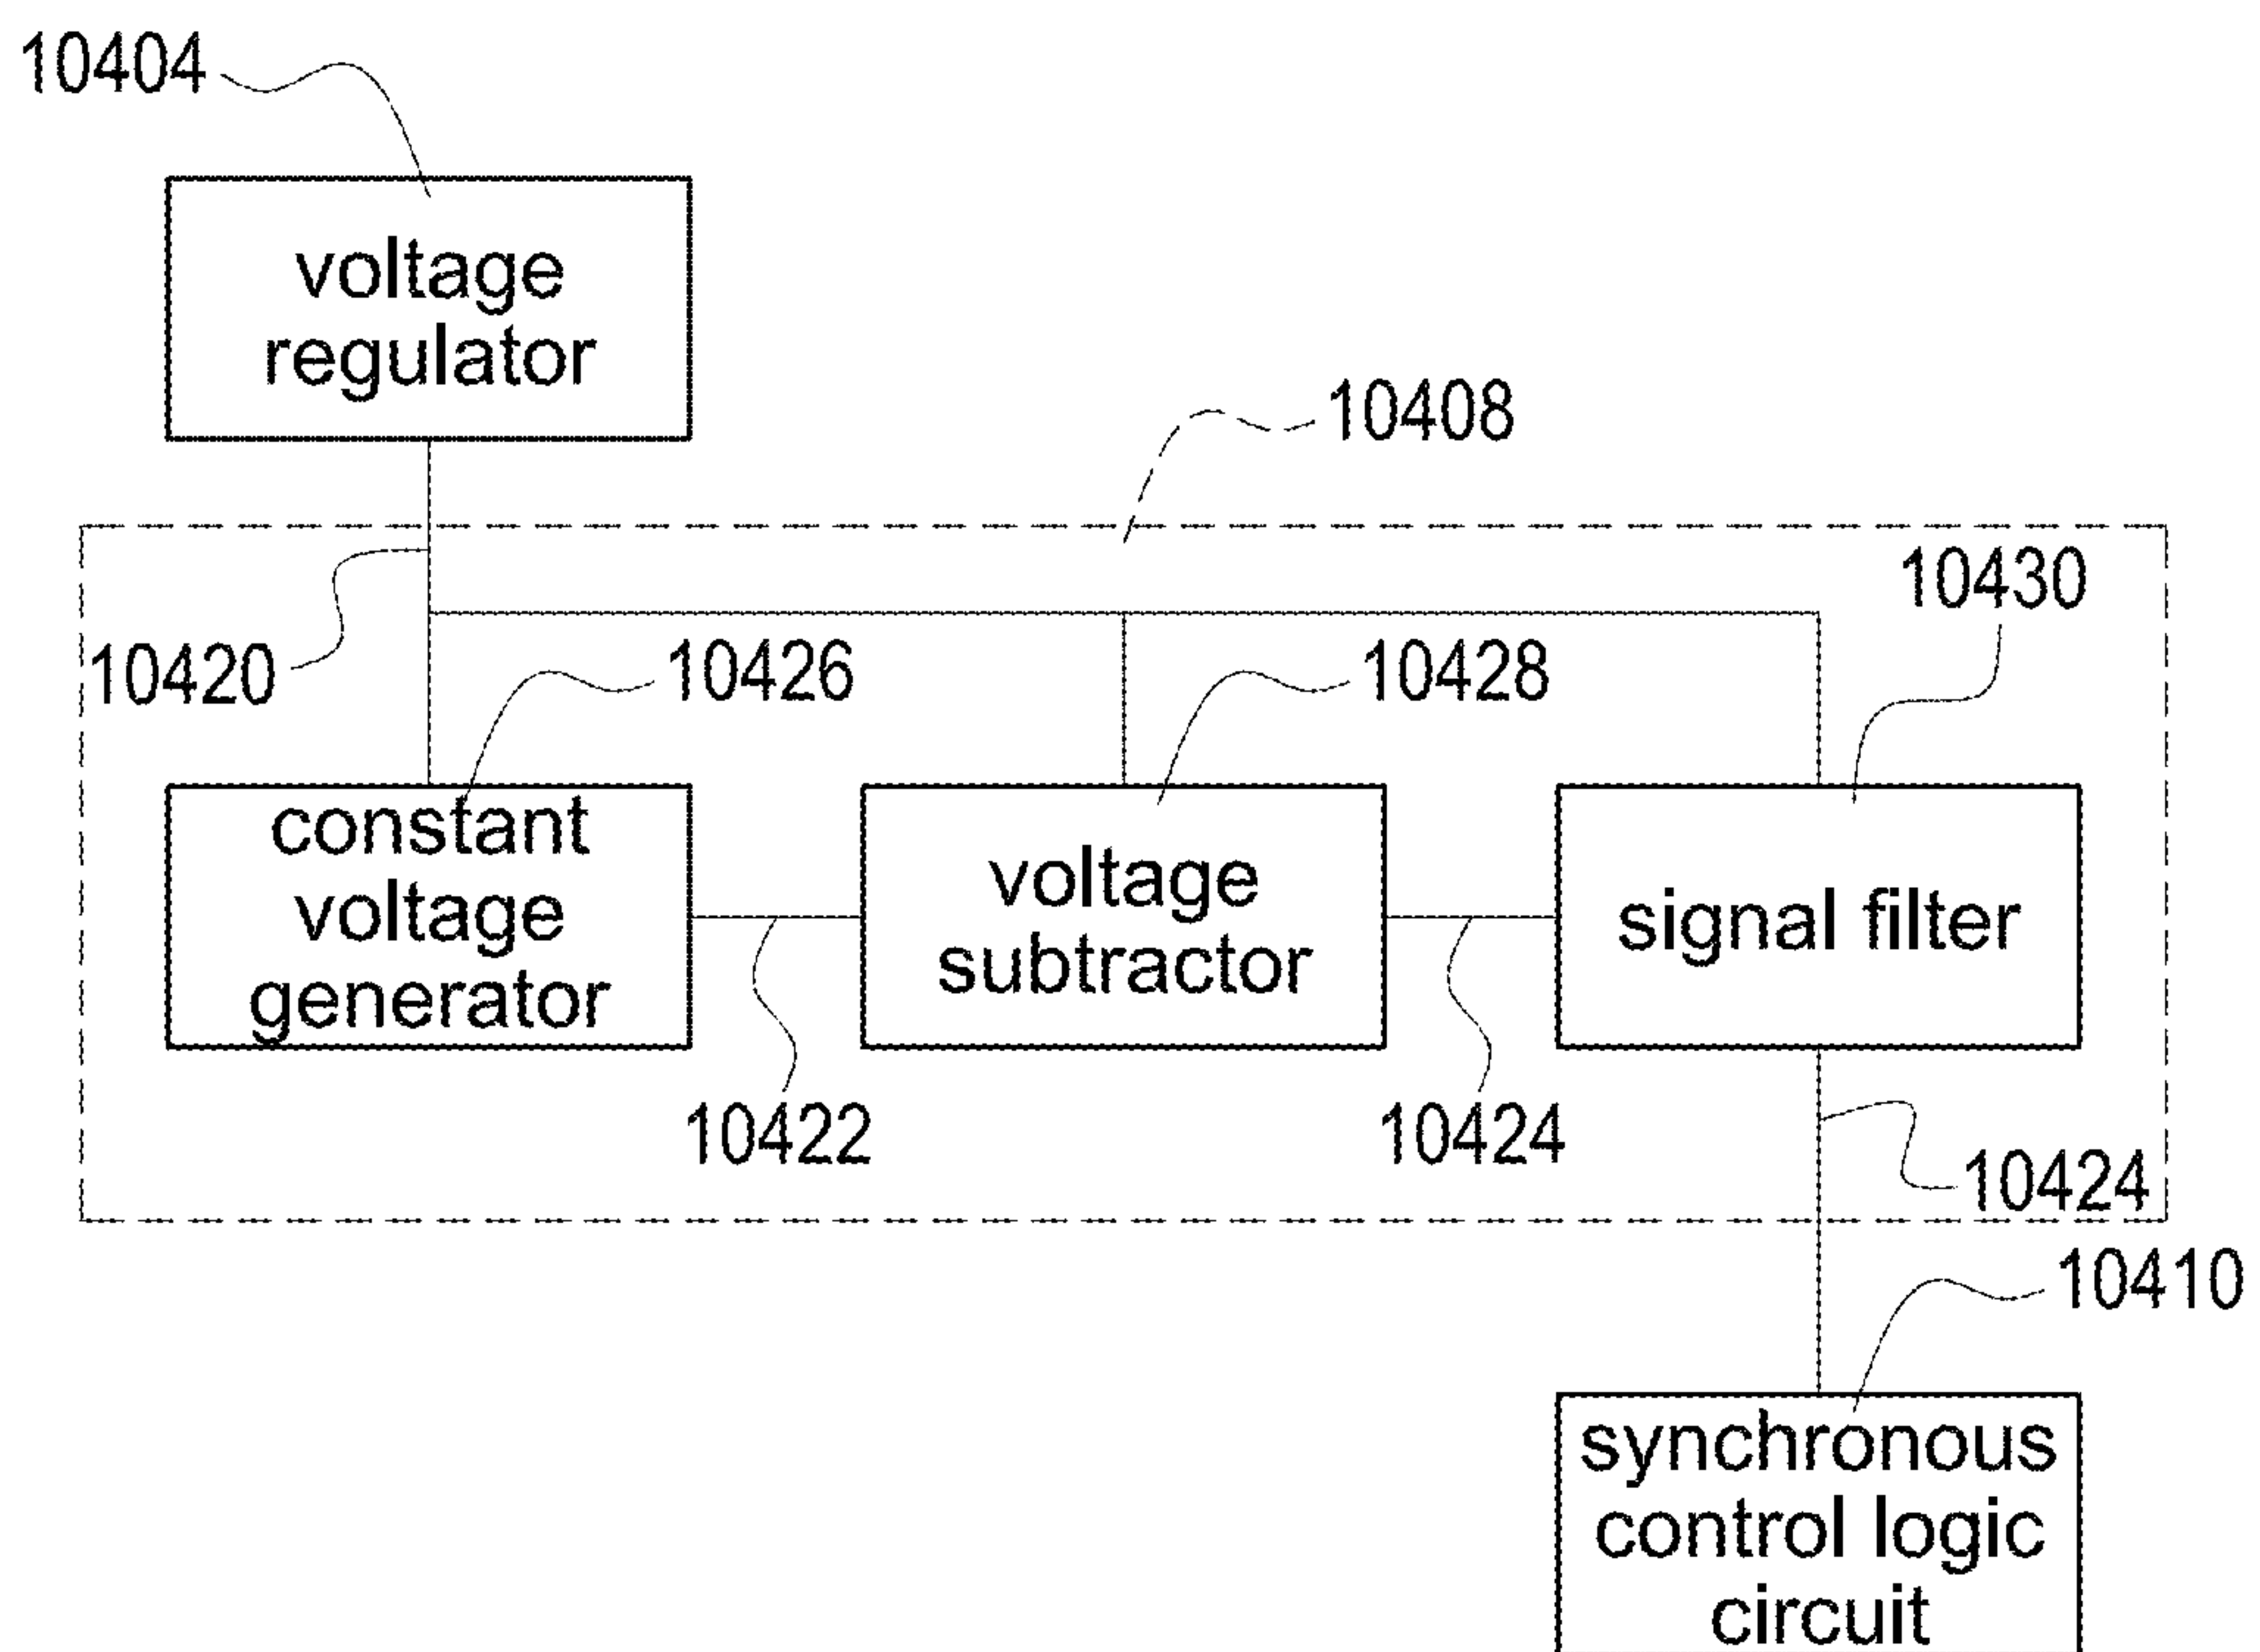 10404
voltage
regulator
10408
10430
10420
10426
10428
constant
voltage
generator
voltage
subtractor
signal filter
10422
10424
10424
10410
synchronous
control logic
circuit